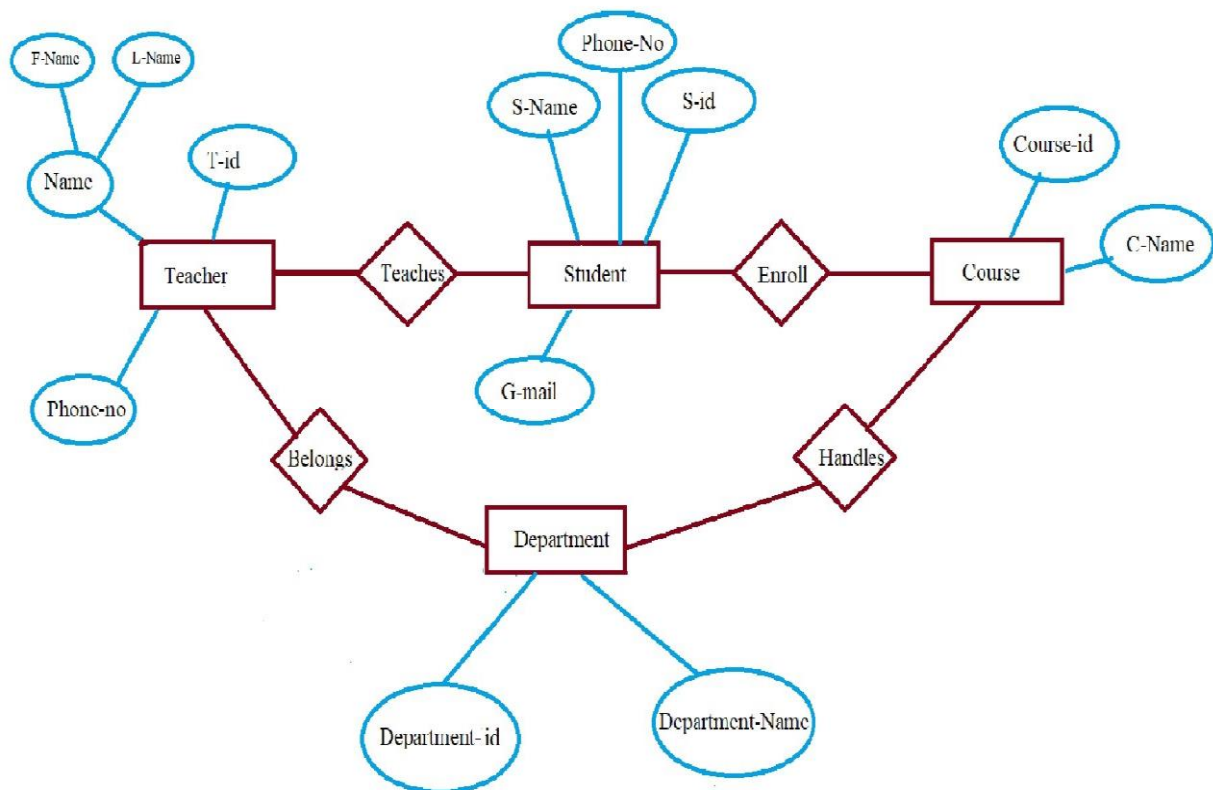 F-Name
L-Name
Name
T-id
Phone-No
S-Name
S-id
Course-id
C-Name
Teacher
Teaches
Student
Enroll
Course
Phone-no
G-mail
Belongs
Handles
Department
Department-id
Department-Name